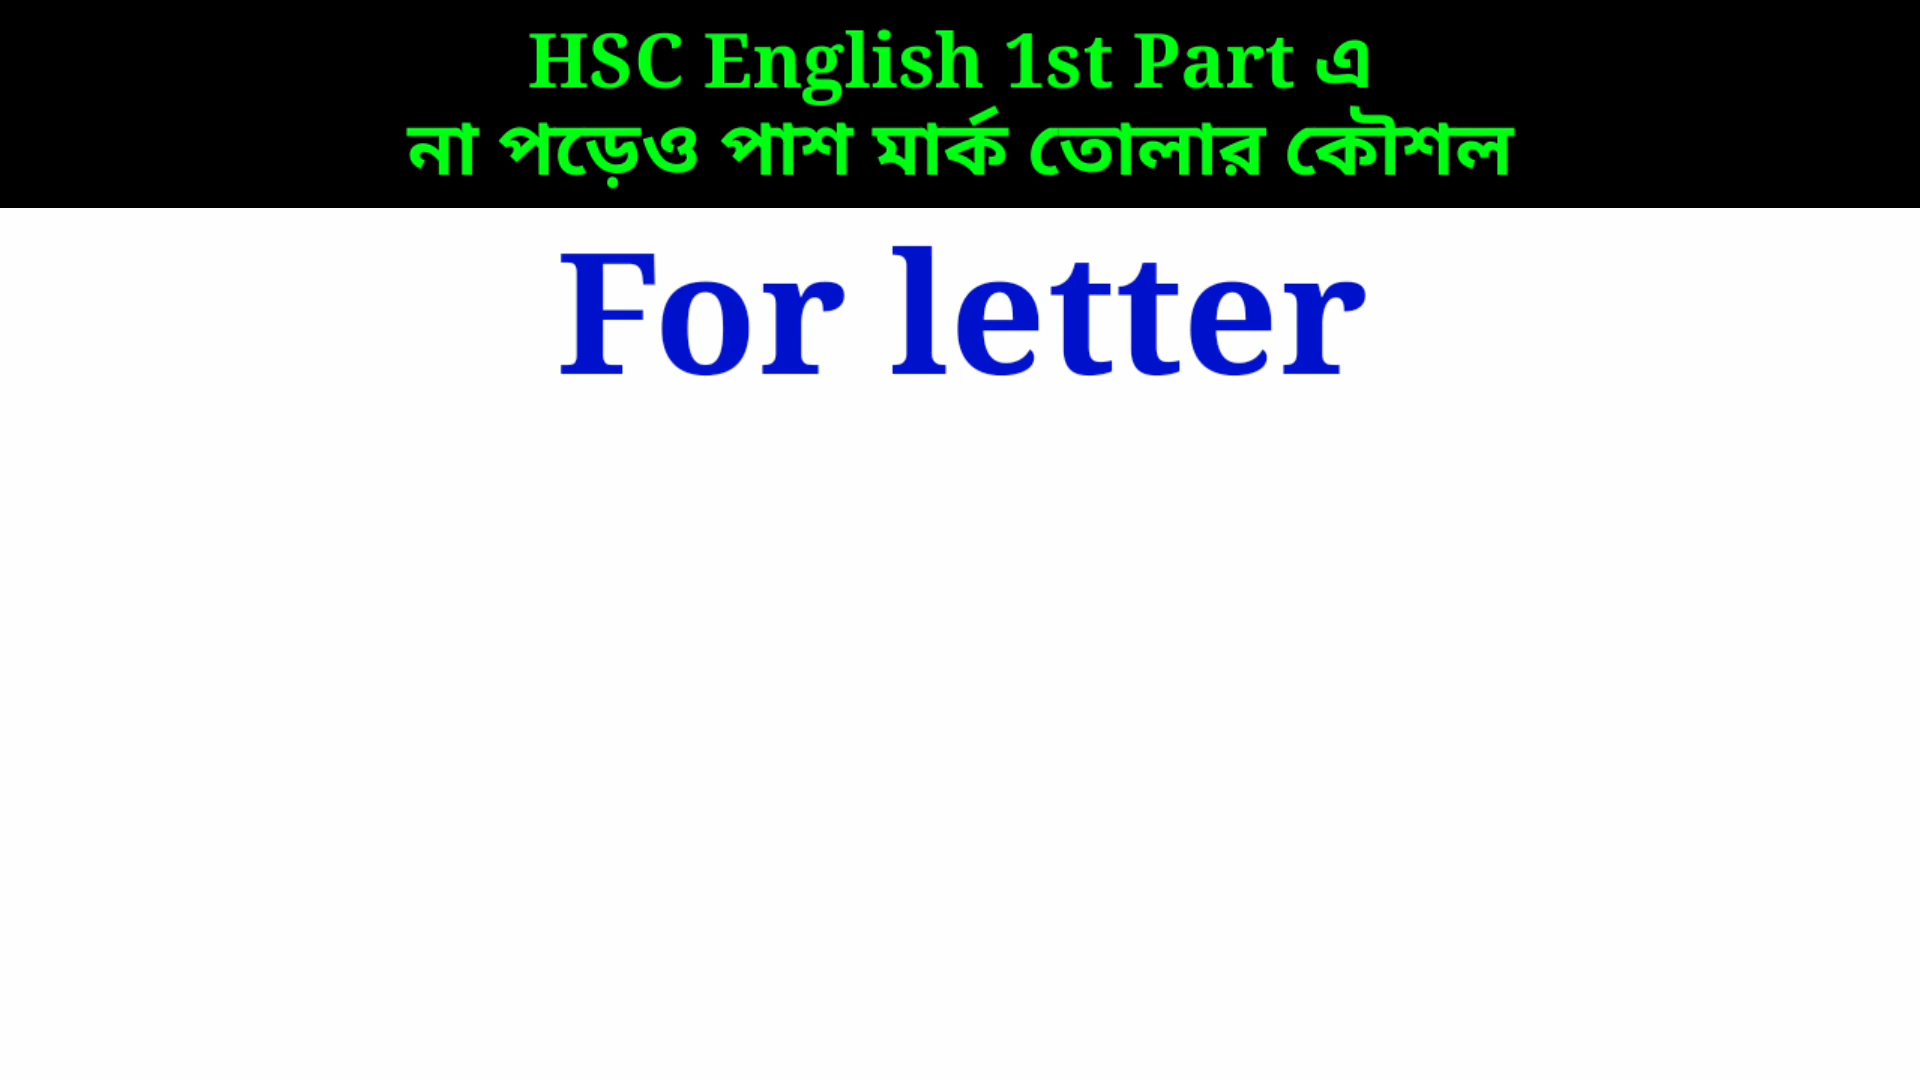 HSC English 1st Part এ
না পড়েও পাশ মার্ক তোলার কৌশল
For letter